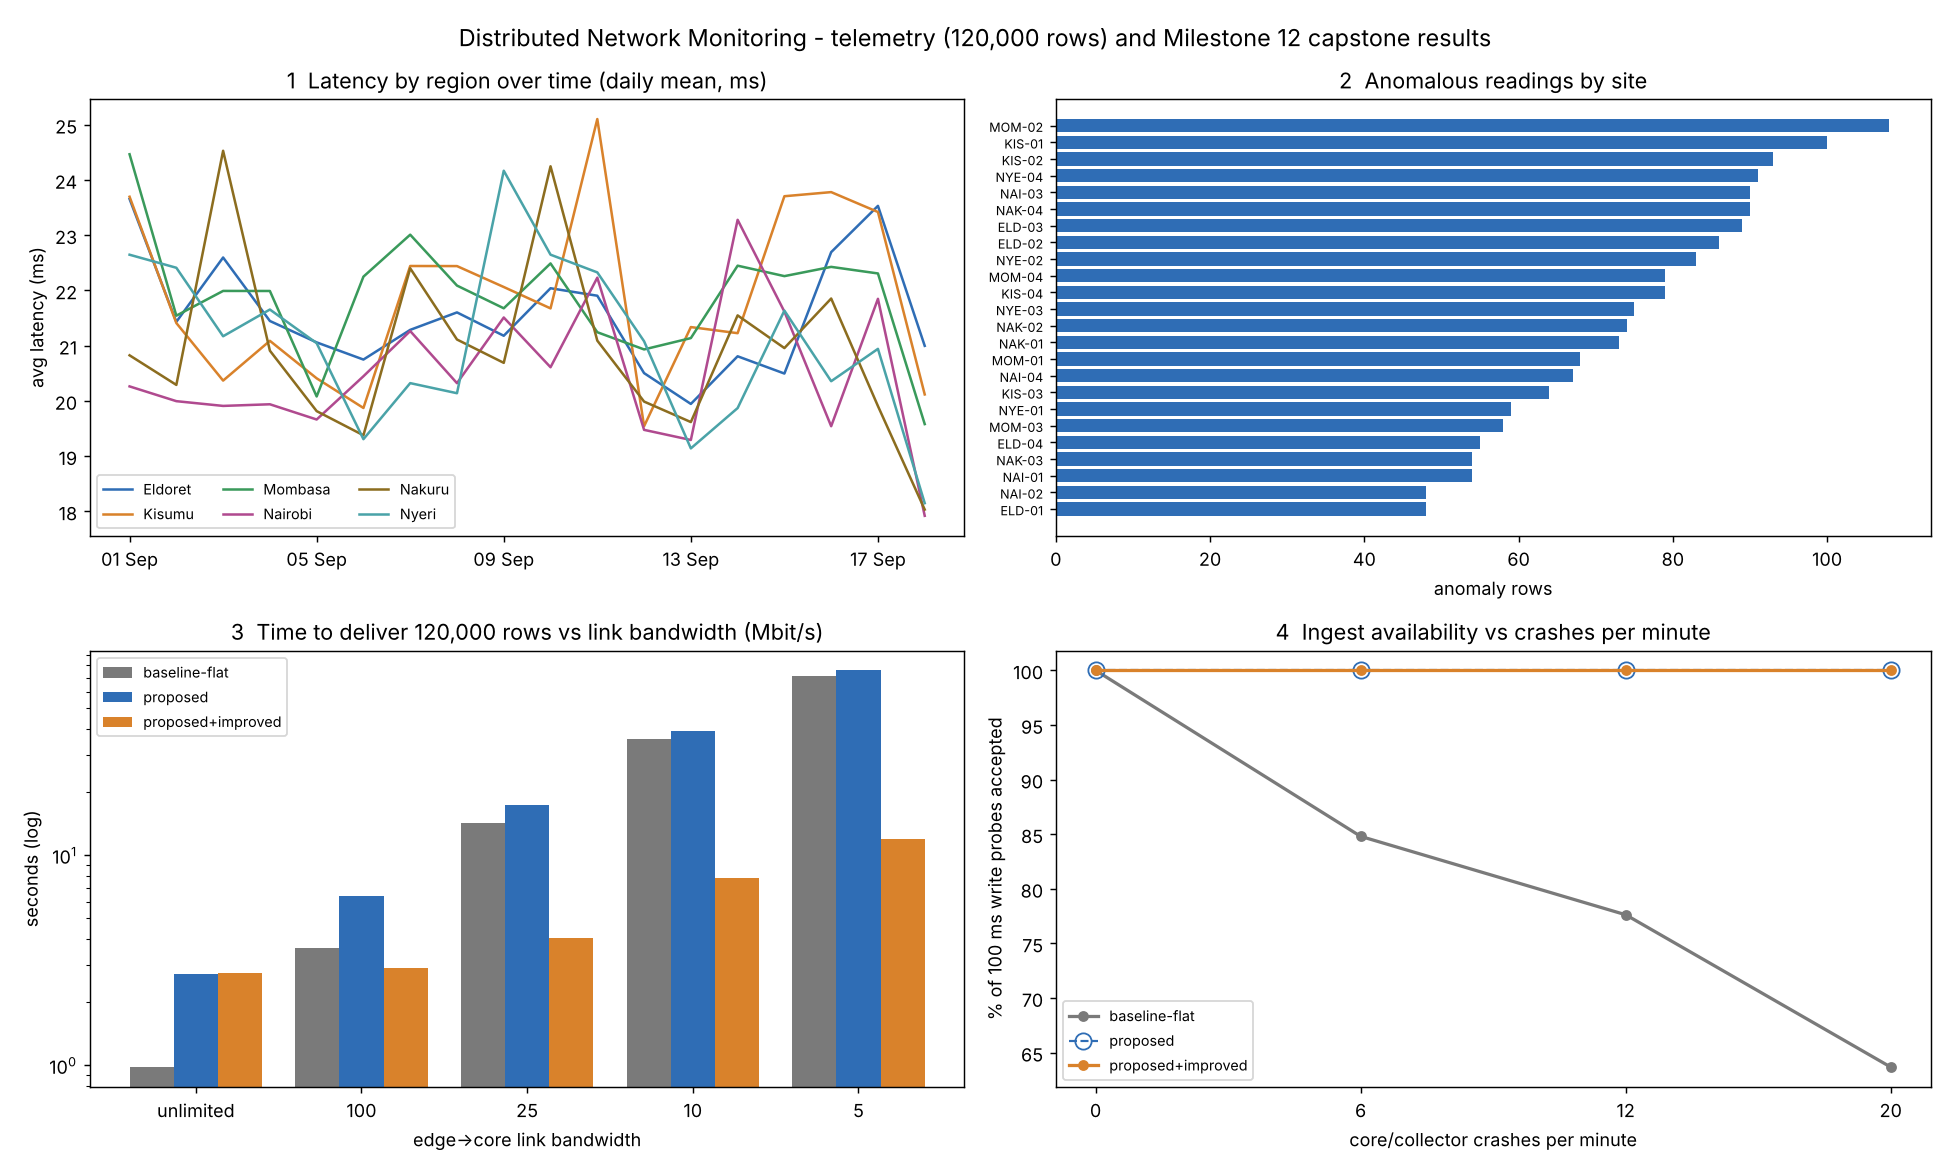 Distributed Network Monitoring - telemetry (120,000 rows) and Milestone 12 capstone results
1 Latency by region over time (daily mean, ms)
avg latency (ms)
25
24
23
22
21
20
19
18
Eldoret
Kisumu
Mombasa
Nairobi
Nakuru
Nyeri
01 Sep
05 Sep
09 Sep
13 Sep
17 Sep
2 Anomalous readings by site
MOM-02
KIS-01
KIS-02
NYE-04
NAI-03
NAK-04
ELD-03
ELD-02
NYE-02
MOM-04
KIS-04
NYE-03
NAK-02
NAK-01
MOM-01
NAI-04
KIS-03
NYE-01
MOM-03
ELD-04
NAK-03
NAI-01
NAI-02
ELD-01
0
20
40
60
80
100
anomaly rows
3 Time to deliver 120,000 rows vs link bandwidth (Mbit/s)
seconds (log)
baseline-flat
proposed
proposed+improved
10¹
10⁰
unlimited
100
25
10
5
edge→core link bandwidth
4 Ingest availability vs crashes per minute
% of 100 ms write probes accepted
100
95
90
85
80
75
70
65
baseline-flat
proposed
proposed+improved
0
6
12
20
core/collector crashes per minute